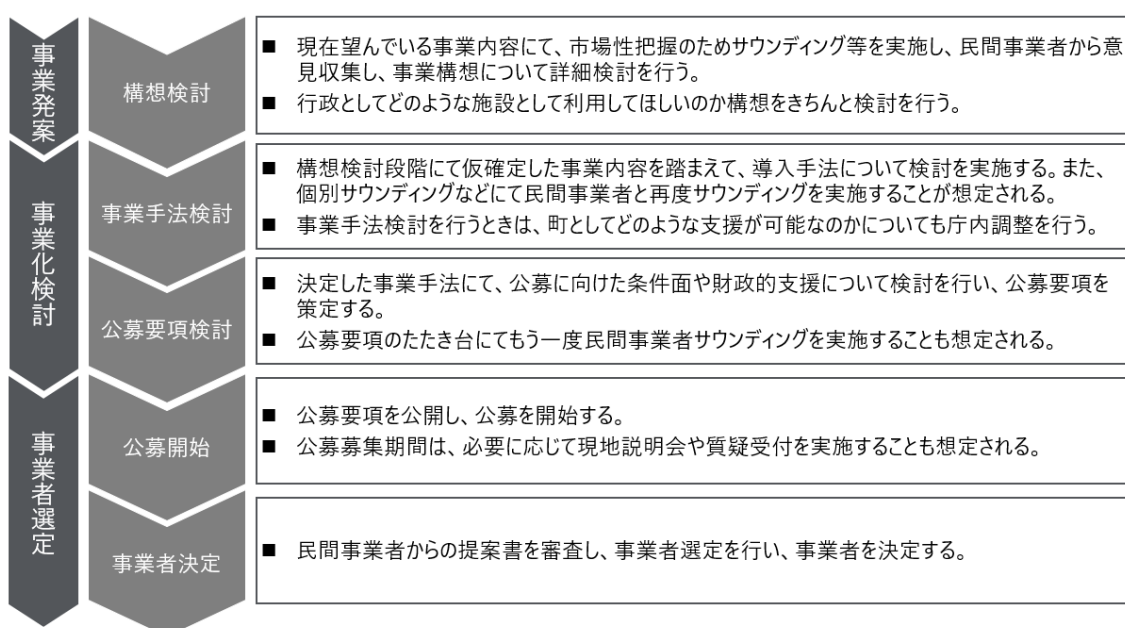 事業発案
構想検討
■ 現在望んでいる事業内容にて、市場性把握のためサウンディング等を実施し、民間事業者から意
見収集し、事業構想について詳細検討を行う。
■ 行政としてどのような施設として利用してほしいのか構想をきちんと検討を行う。
事業化検討
事業手法検討
■ 構想検討段階にて仮確定した事業内容を踏まえて、導入手法について検討を実施する。また、
個別サウンディングなどにて民間事業者と再度サウンディングを実施することが想定される。
■ 事業手法検討を行うときは、町としてどのような支援が可能なのかについても庁内調整を行う。
公募要項検討
■ 決定した事業手法にて、公募に向けた条件面や財政的支援について検討を行い、公募要項を
策定する。
■ 公募要項のたたき台にてもう一度民間事業者サウンディングを実施することも想定される。
事業者選定
公募開始
■ 公募要項を公開し、公募を開始する。
■ 公募募集期間は、必要に応じて現地説明会や質疑受付を実施することも想定される。
事業者決定
■ 民間事業者からの提案書を審査し、事業者選定を行い、事業者を決定する。